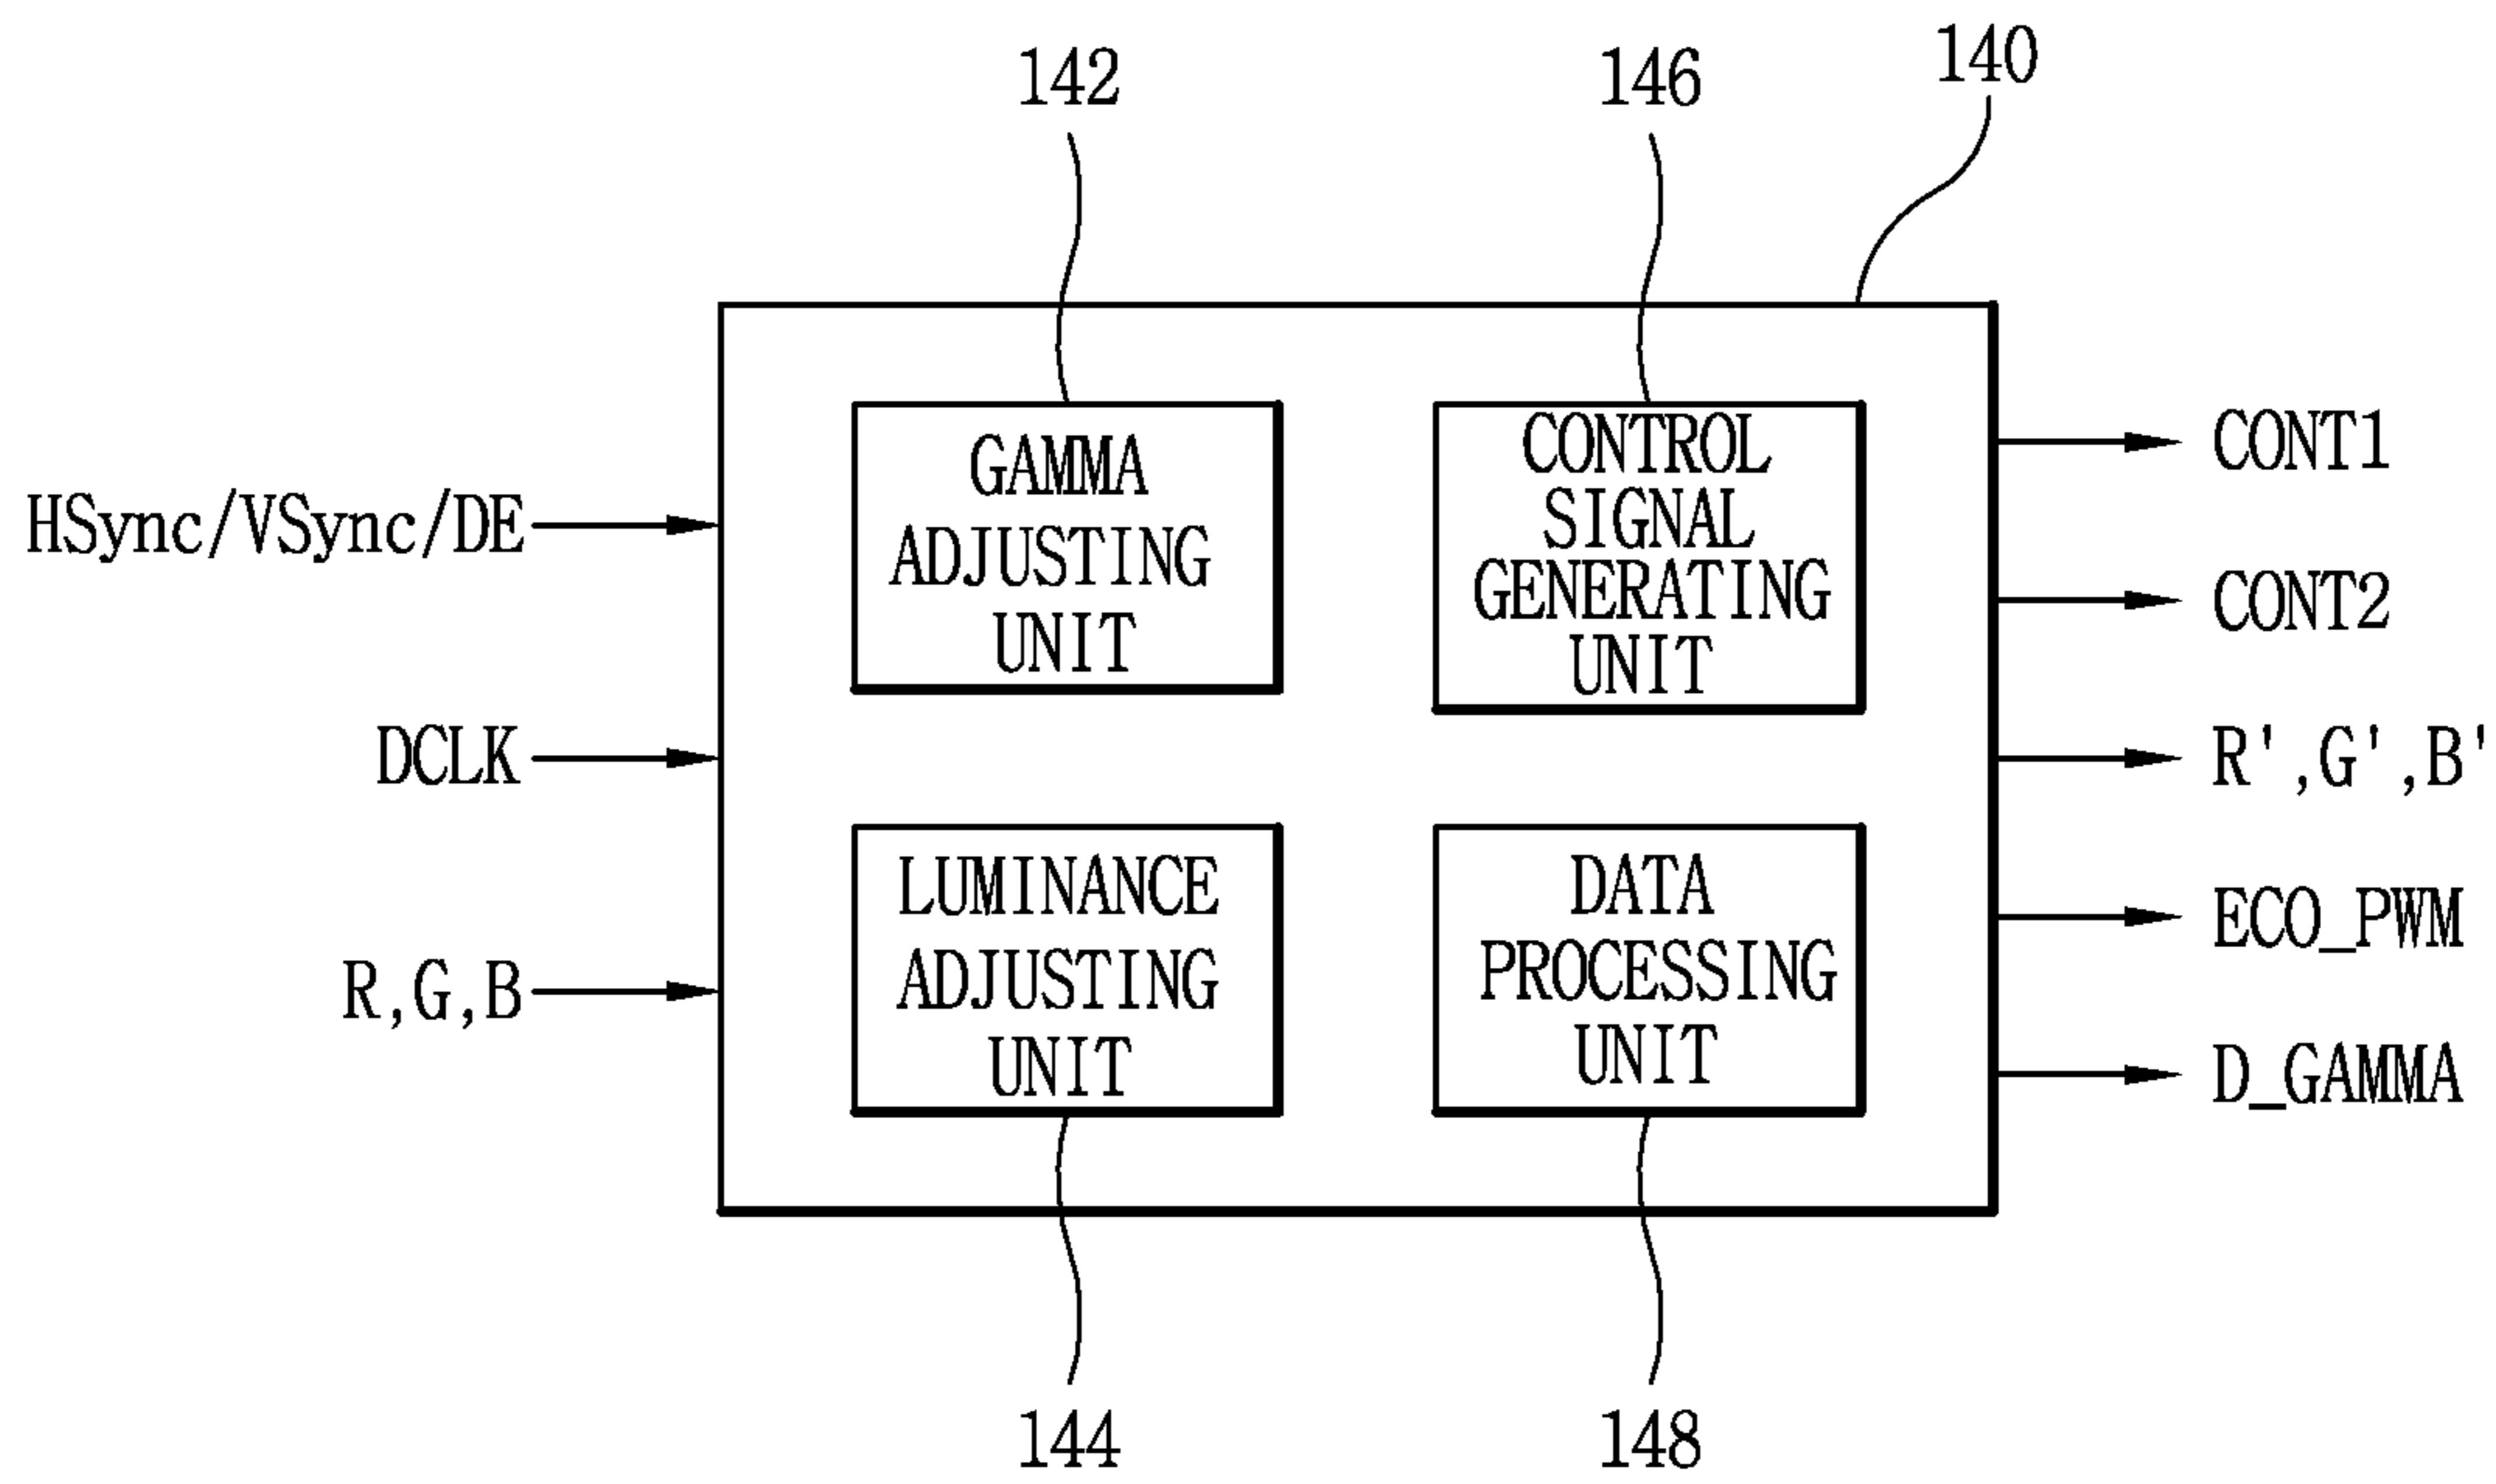 142
146
140
HSync/VSync/DE
DCLK
R,G,B
GAMMA
ADJUSTING
UNIT
CONTROL
SIGNAL
GENERATING
UNIT
LUMINANCE
ADJUSTING
UNIT
DATA
PROCESSING
UNIT
CONT1
CONT2
R',G',B'
ECO_PWM
D_GAMMA
144
148